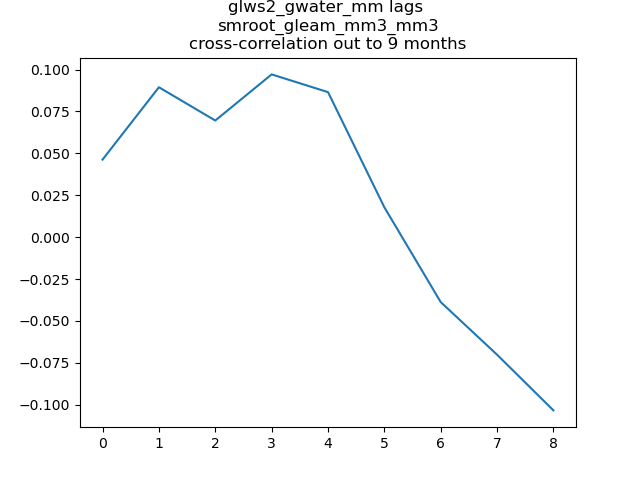 glws2_gwater_mm lags
smroot_gleam_mm3_mm3
cross-correlation out to 9 months
0.100
0.075
0.050
0.025
0.000
−0.025
−0.050
−0.075
−0.100
0 1 2 3 4 5 6 7 8